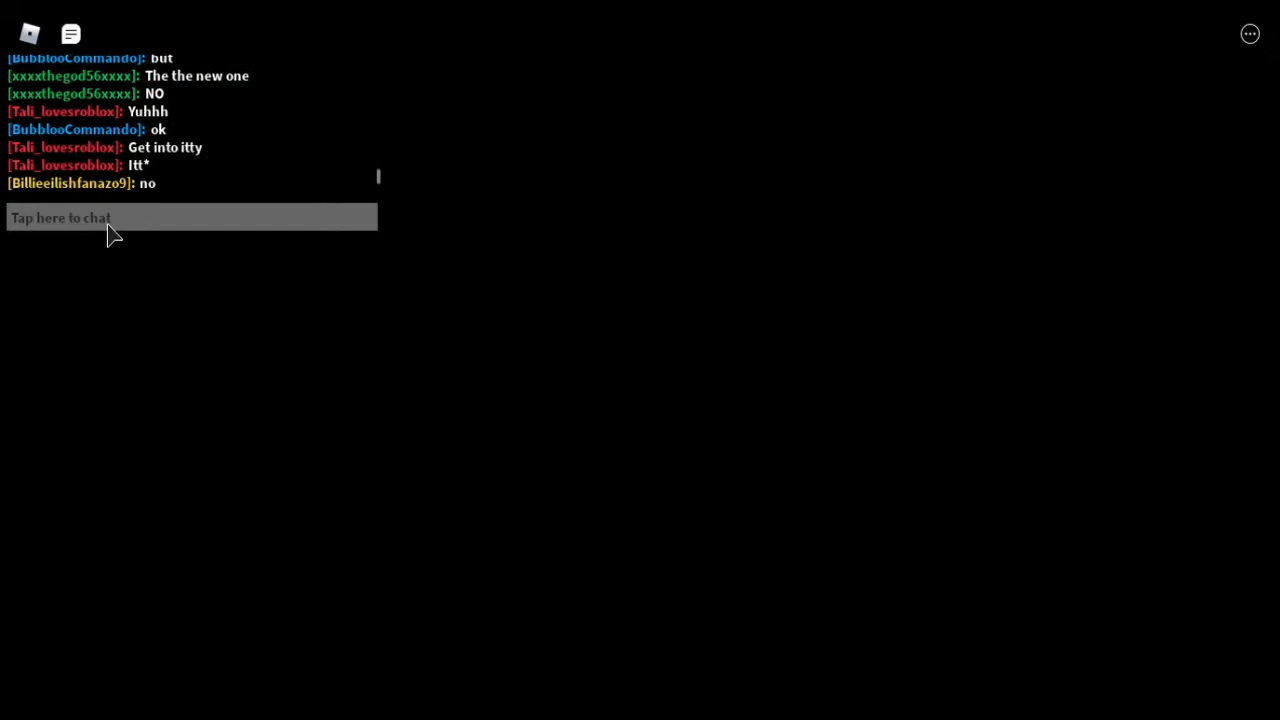 [BubblooCommando]: but
[xxxxthegod56xxxx]: The the new one
[xxxxthegod56xxxx]: NO
[Tali_lovesroblox]: Yuhhh
[BubblooCommando]: ok
[Tali_lovesroblox]: Get into itty
[Tali_lovesroblox]: Itt*
[Billieeilishfanazo9]: no
Tap here to chat